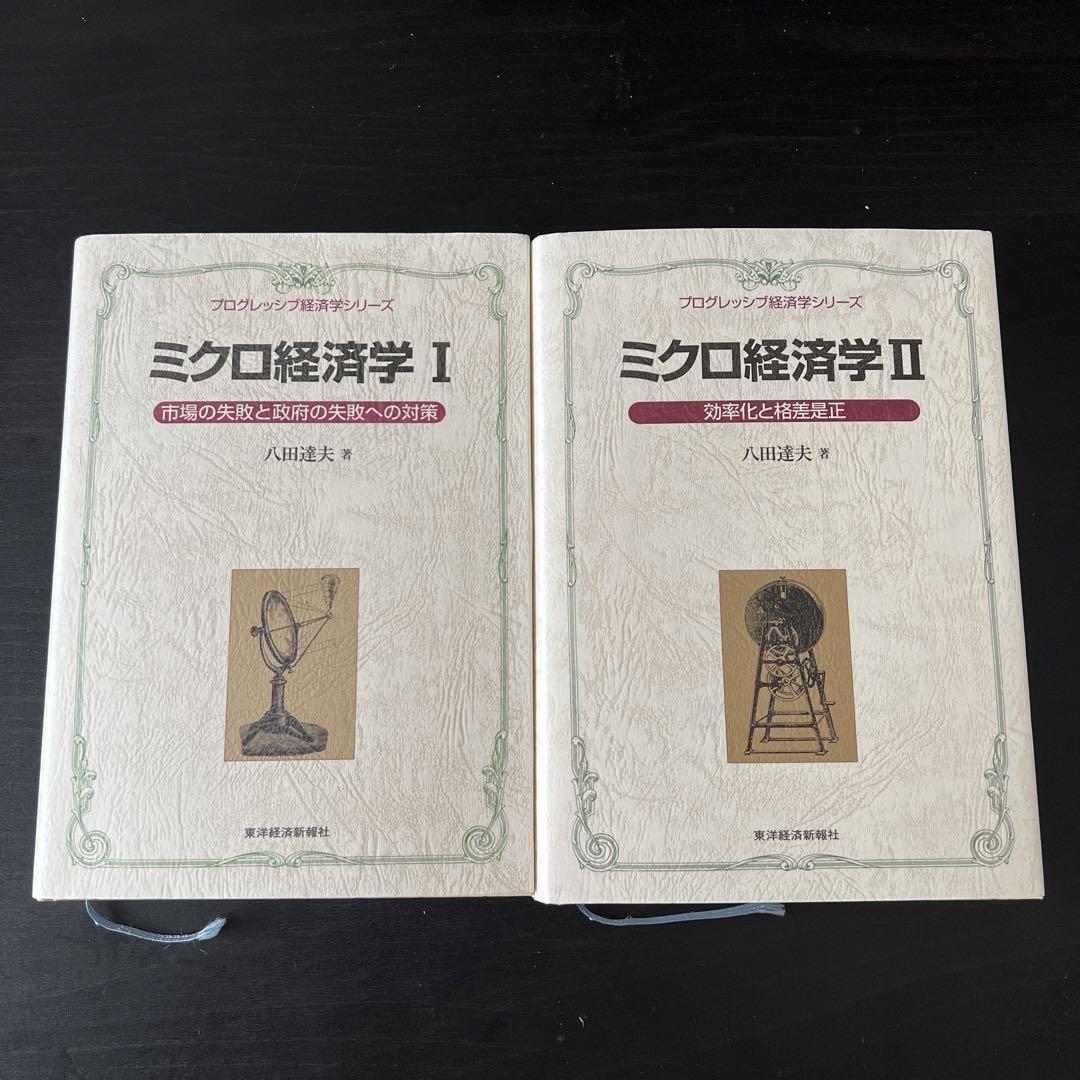 プログレッシブ経済学シリーズ
ミクロ経済学 Ⅰ
市場の失敗と政府の失敗への対策
八田達夫 著
東洋経済新報社
プログレッシブ経済学シリーズ
ミクロ経済学Ⅱ
効率化と格差是正
八田達夫 著
東洋経済新報社